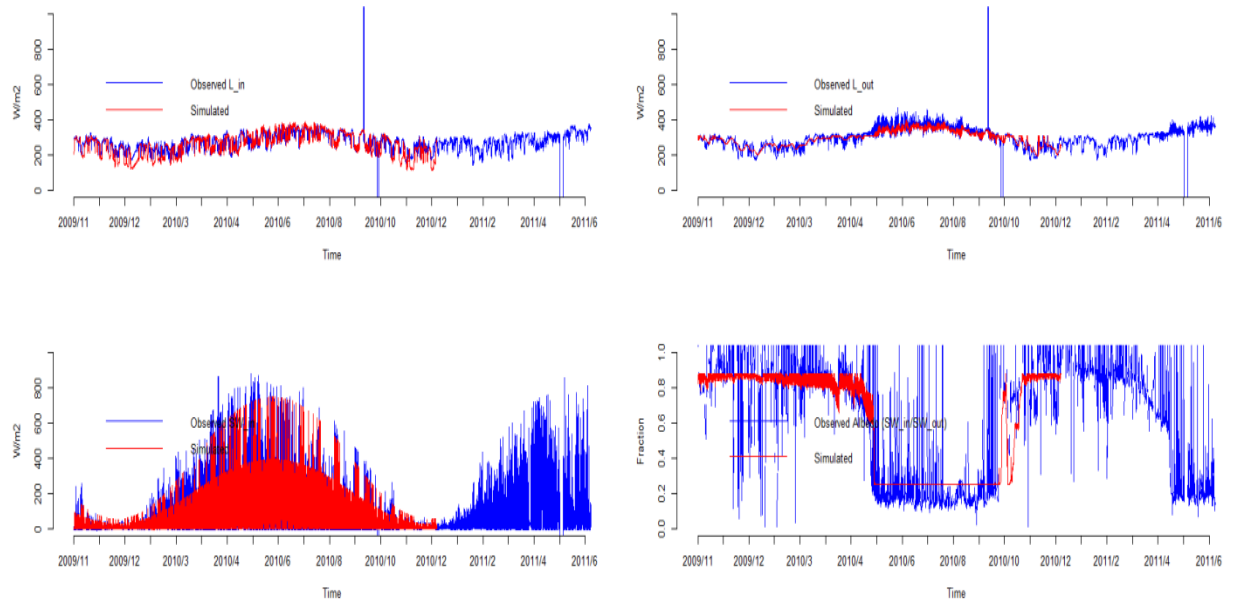 W/m2
0 200 400 600 800
Observed L_in
Simulated
2009/11 2009/12 2010/3 2010/4 2010/6 2010/8 2010/10 2010/12 2011/2 2011/4 2011/6
Time
W/m2
0 200 400 600 800
Observed L_out
Simulated
2009/11 2009/12 2010/3 2010/4 2010/6 2010/8 2010/10 2010/12 2011/2 2011/4 2011/6
Time
W/m2
0 200 400 600 800
Observed
Time
2009/11 2009/12 2010/3 2010/4 2010/6 2010/8 2010/10 2010/12 2011/2 2011/4 2011/6
Fraction
0.0 0.2 0.4 0.6 0.8 1.0
Observed Albedo (SW_in/SW_out)
Simulated
2009/11 2009/12 2010/3 2010/4 2010/6 2010/8 2010/10 2010/12 2011/2 2011/4 2011/6
Time